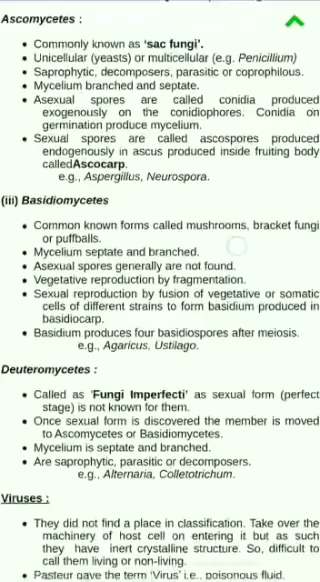 Ascomycetes :
• Commonly known as 'sac fungi'.
• Unicellular (yeasts) or multicellular (e.g. Penicillium)
• Saprophytic, decomposers, parasitic or coprophilous.
• Mycelium branched and septate.
• Asexual spores are called conidia produced
exogenously on the conidiophores. Conidia on
germination produce mycelium.
• Sexual spores are called ascospores produced
endogenously in ascus produced inside fruiting body
calledAscocarp.
e.g., Aspergillus, Neurospora.
(iii) Basidiomycetes
• Common known forms called mushrooms, bracket fungi
or puffballs.
• Mycelium septate and branched.
• Asexual spores generally are not found.
• Vegetative reproduction by fragmentation.
• Sexual reproduction by fusion of vegetative or somatic
cells of different strains to form basidium produced in
basidiocarp.
• Basidium produces four basidiospores after meiosis.
e.g., Agaricus, Ustilago.
Deuteromycetes :
• Called as 'Fungi Imperfecti' as sexual form (perfect
stage) is not known for them.
• Once sexual form is discovered the member is moved
to Ascomycetes or Basidiomycetes.
• Mycelium is septate and branched.
• Are saprophytic, parasitic or decomposers.
e.g., Alternaria, Colletotrichum.
Viruses :
• They did not find a place in classification. Take over the
machinery of host cell on entering it but as such
they have inert crystalline structure. So, difficult to
call them living or non-living.
• Pasteur gave the term 'Virus' i.e., poisonous fluid.